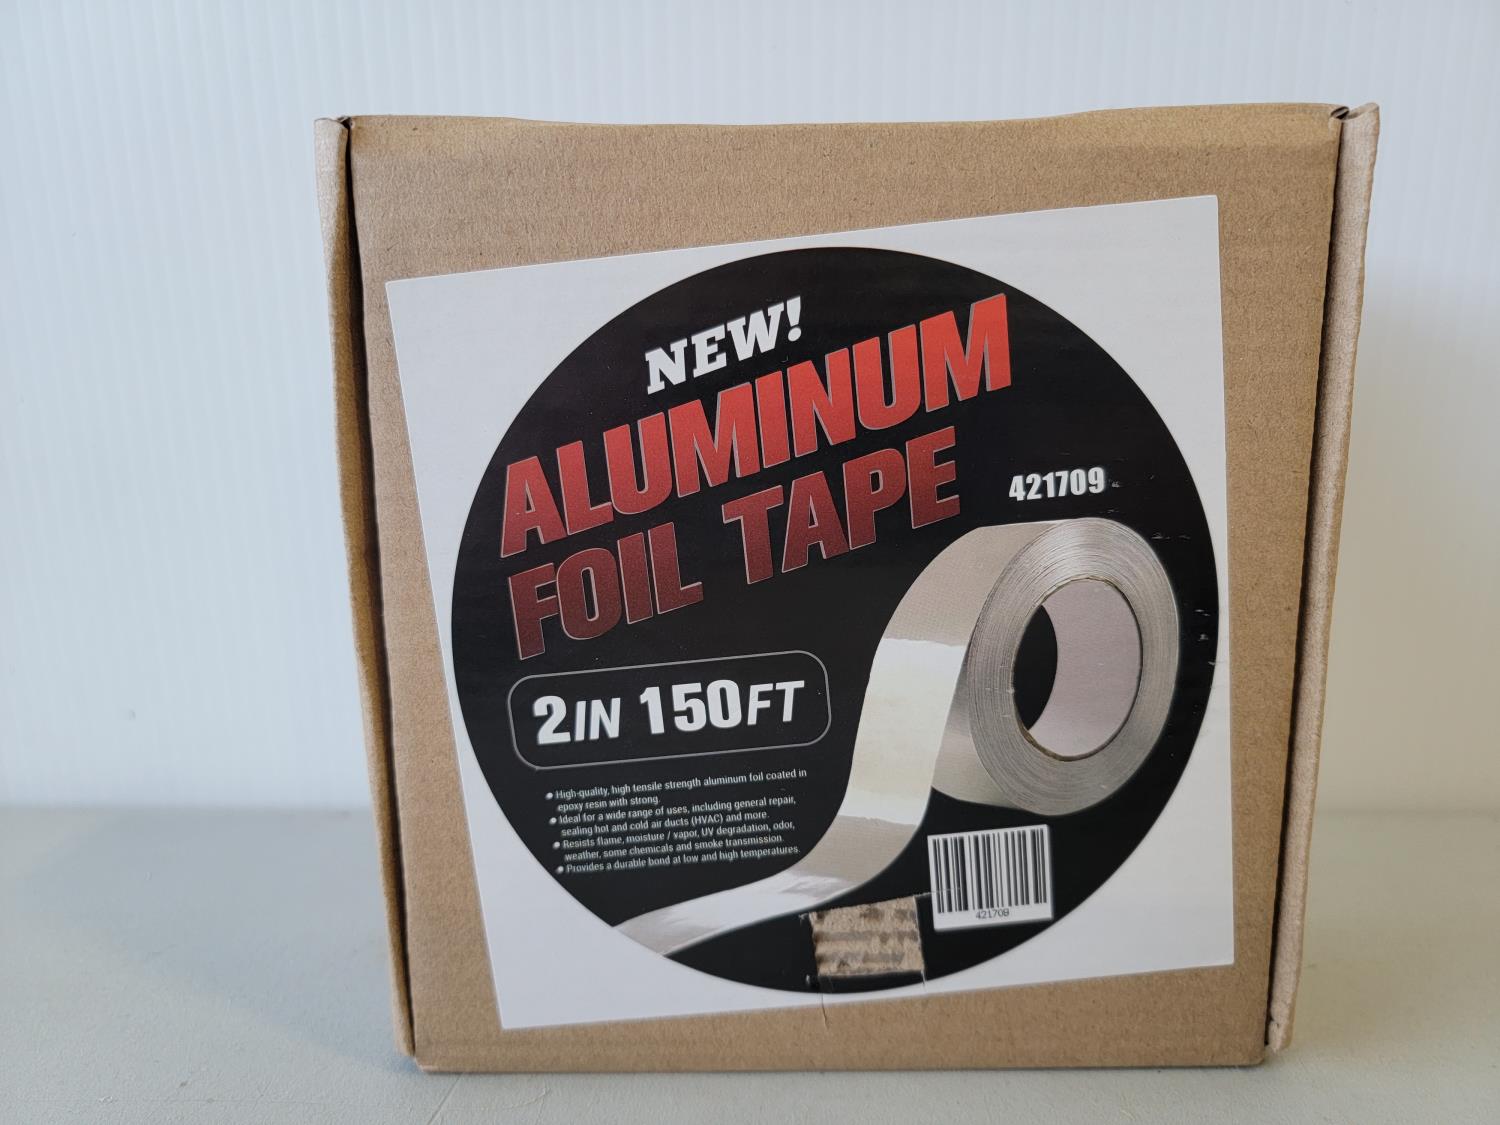 NEW!
ALUMINUM
FOIL TAPE
421709
2IN 150FT
High-quality, high tensile strength aluminum foil coated in
epoxy resin with strong.
Ideal for a wide range of uses, including general repair,
sealing hot and cold air ducts (HVAC) and more.
Resists flame, moisture / vapor, UV degradation, odor,
weather, some chemicals and smoke transmission
Provides a durable bond at low and high temperatures.
421709